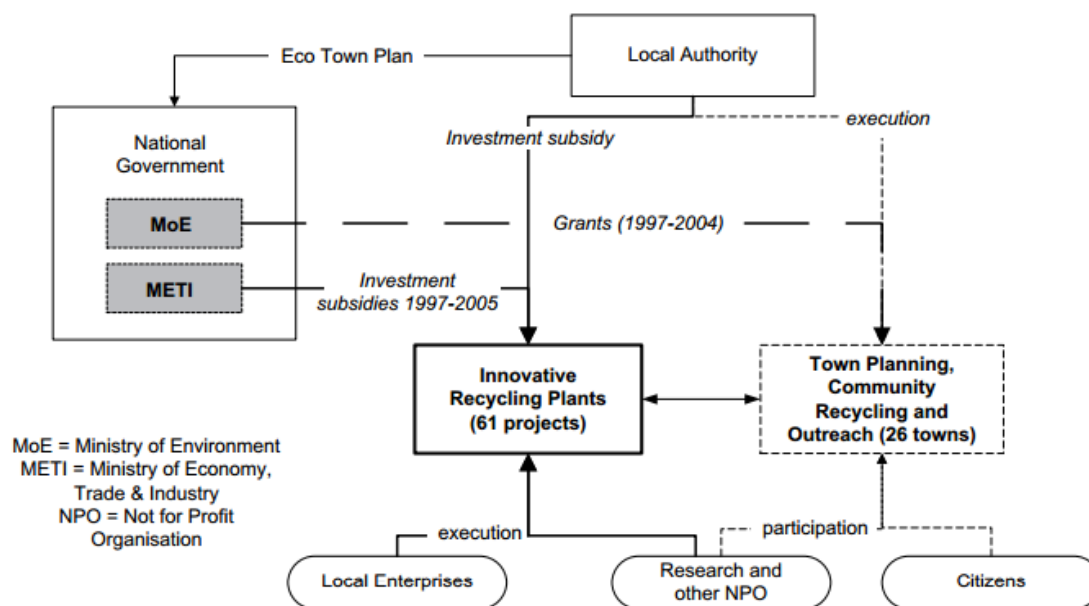 Eco Town Plan
Local Authority
National
Government
Investment subsidy
execution
MoE
Grants (1997-2004)
METI
Investment
subsidies 1997-2005
Innovative
Recycling Plants
(61 projects)
Town Planning,
Community
Recycling and
Outreach (26 towns)
MoE = Ministry of Environment
METI = Ministry of Economy,
Trade & Industry
NPO = Not for Profit
Organisation
execution
participation
Local Enterprises
Research and
other NPO
Citizens